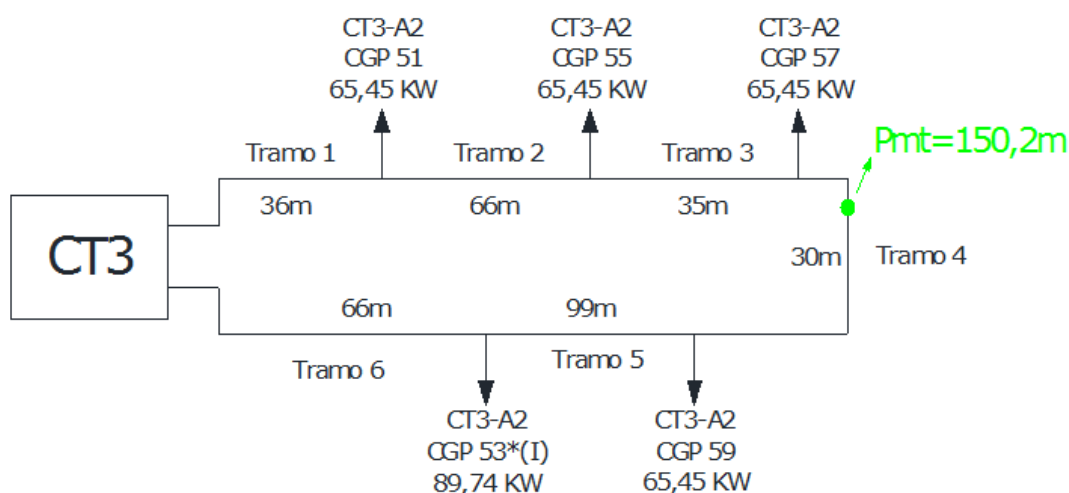 CT3-A2
CGP 51
65,45 KW
CT3-A2
CGP 55
65,45 KW
CT3-A2
CGP 57
65,45 KW
Pmt=150,2m
Tramo 1
Tramo 2
Tramo 3
36m
66m
35m
CT3
30m
Tramo 4
66m
99m
Tramo 6
Tramo 5
CT3-A2
CGP 53*(I)
89,74 KW
CT3-A2
CGP 59
65,45 KW